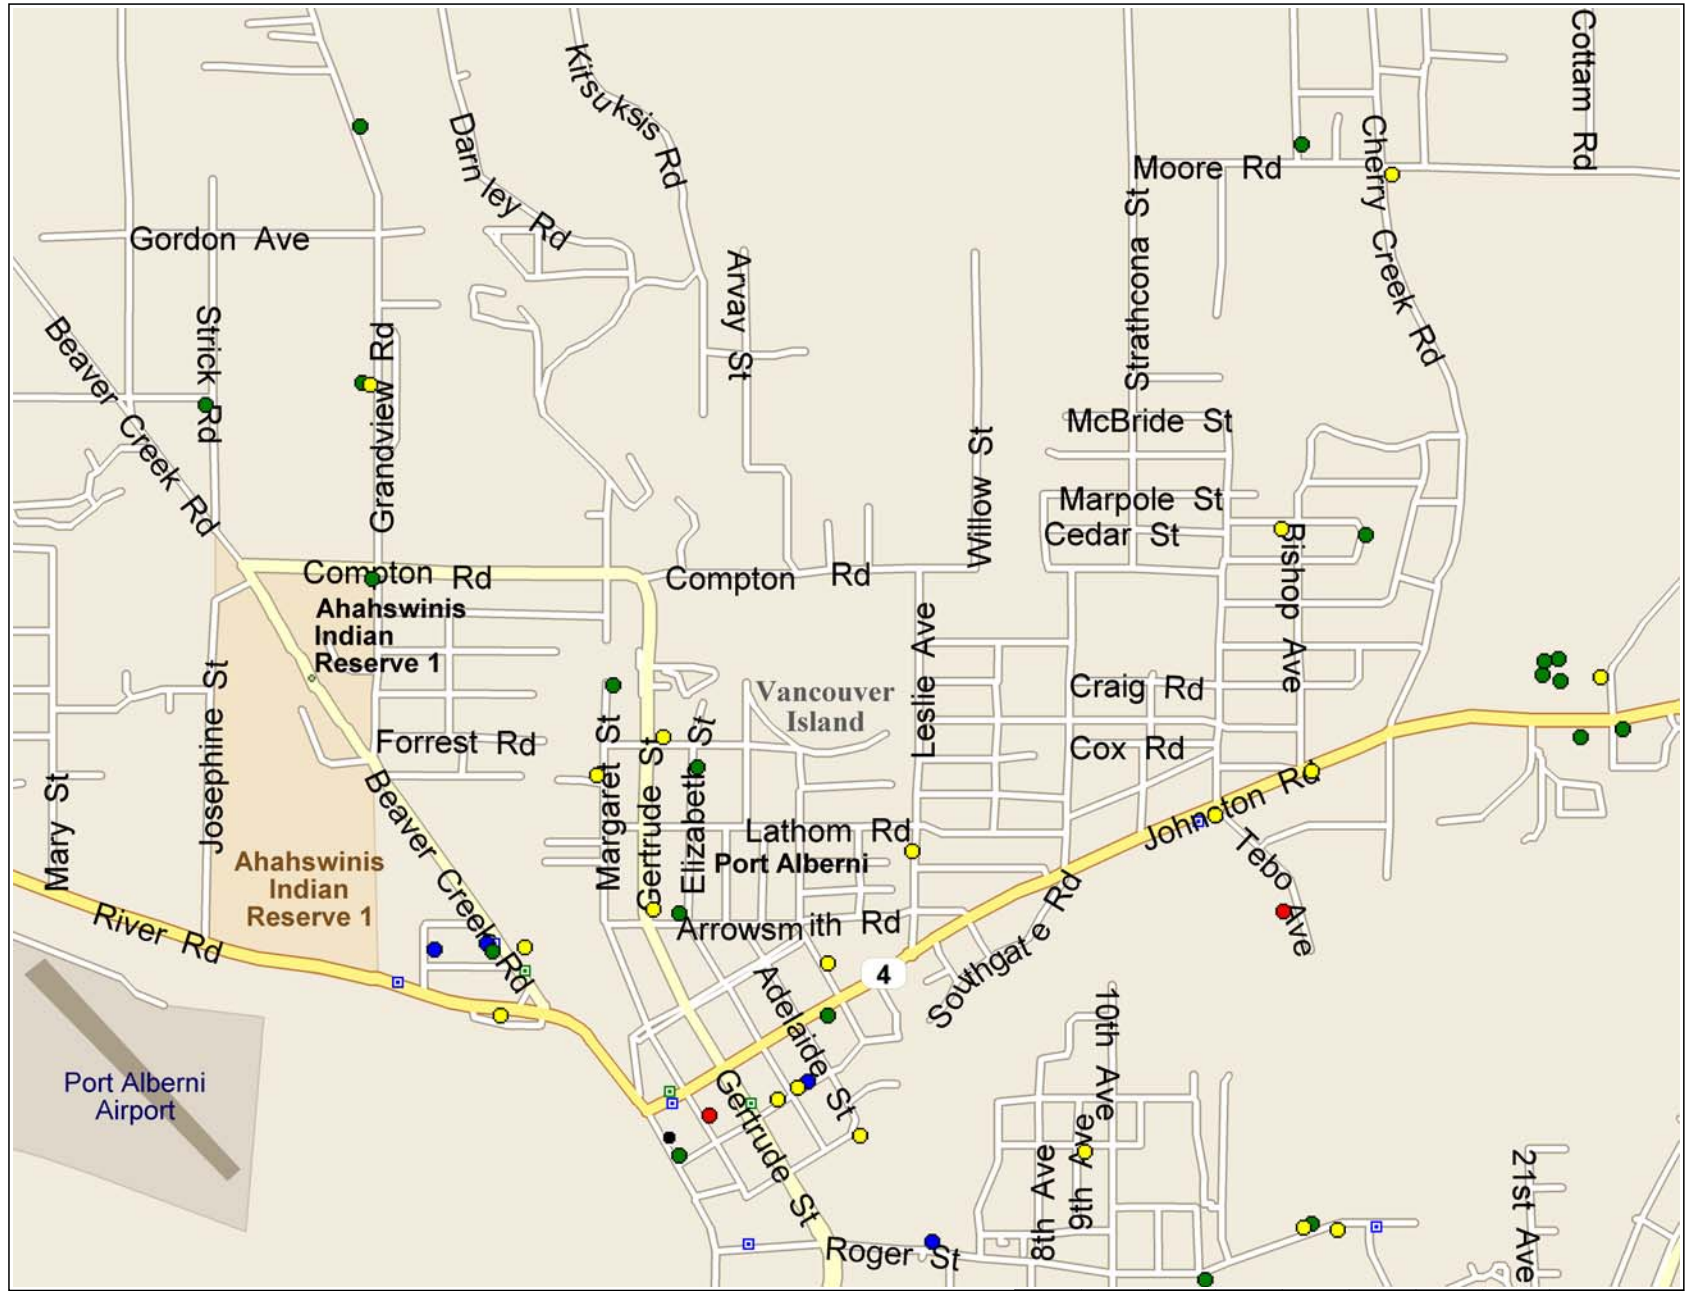 Cottam Rd
Kitsuksis Rd
Darnley Rd
Cherry Creek Rd
Moore Rd
Strathcona St
Gordon Ave
Arvay St
Strick Rd
Beaver Creek Rd
Grandview Rd
McBride St
Willow St
Marpole St
Cedar St
Bishop Ave
Compton Rd
Compton Rd
Ahahswinis
Indian
Reserve 1
Leslie Ave
Josephine St
Vancouver
Island
Craig Rd
Forrest Rd
Margaret St
Gertrude St
Elizabeth St
Cox Rd
Mary St
Beaver Creek Rd
Johnston Rd
Lathom Rd
Port Alberni
Tebo Ave
Ahahswinis
Indian
Reserve 1
River Rd
Arrowsmith Rd
Southgate Rd
4
Adelaide St
10th Ave
Port Alberni
Airport
Gertrude St
9th Ave
8th Ave
21st Ave
Roger St